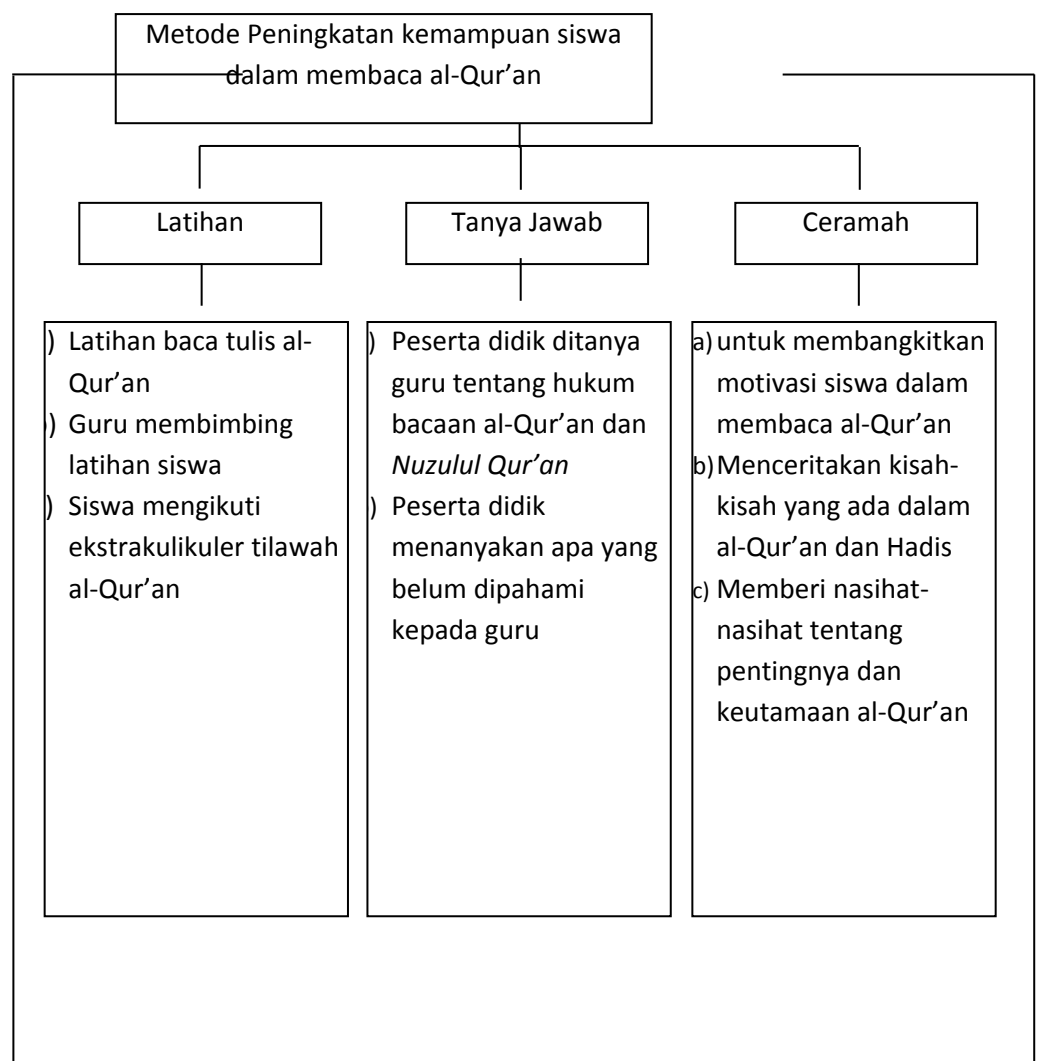 Metode Peningkatan kemampuan siswa
dalam membaca al-Qur’an
Latihan
Tanya Jawab
Ceramah
) Latihan baca tulis al-
Qur’an
) Guru membimbing
latihan siswa
) Siswa mengikuti
ekstrakulikuler tilawah
al-Qur’an
) Peserta didik ditanya
guru tentang hukum
bacaan al-Qur’an dan
Nuzulul Qur’an
) Peserta didik
menanyakan apa yang
belum dipahami
kepada guru
a) untuk membangkitkan
motivasi siswa dalam
membaca al-Qur’an
b) Menceritakan kisah-
kisah yang ada dalam
al-Qur’an dan Hadis
c) Memberi nasihat-
nasihat tentang
pentingnya dan
keutamaan al-Qur’an